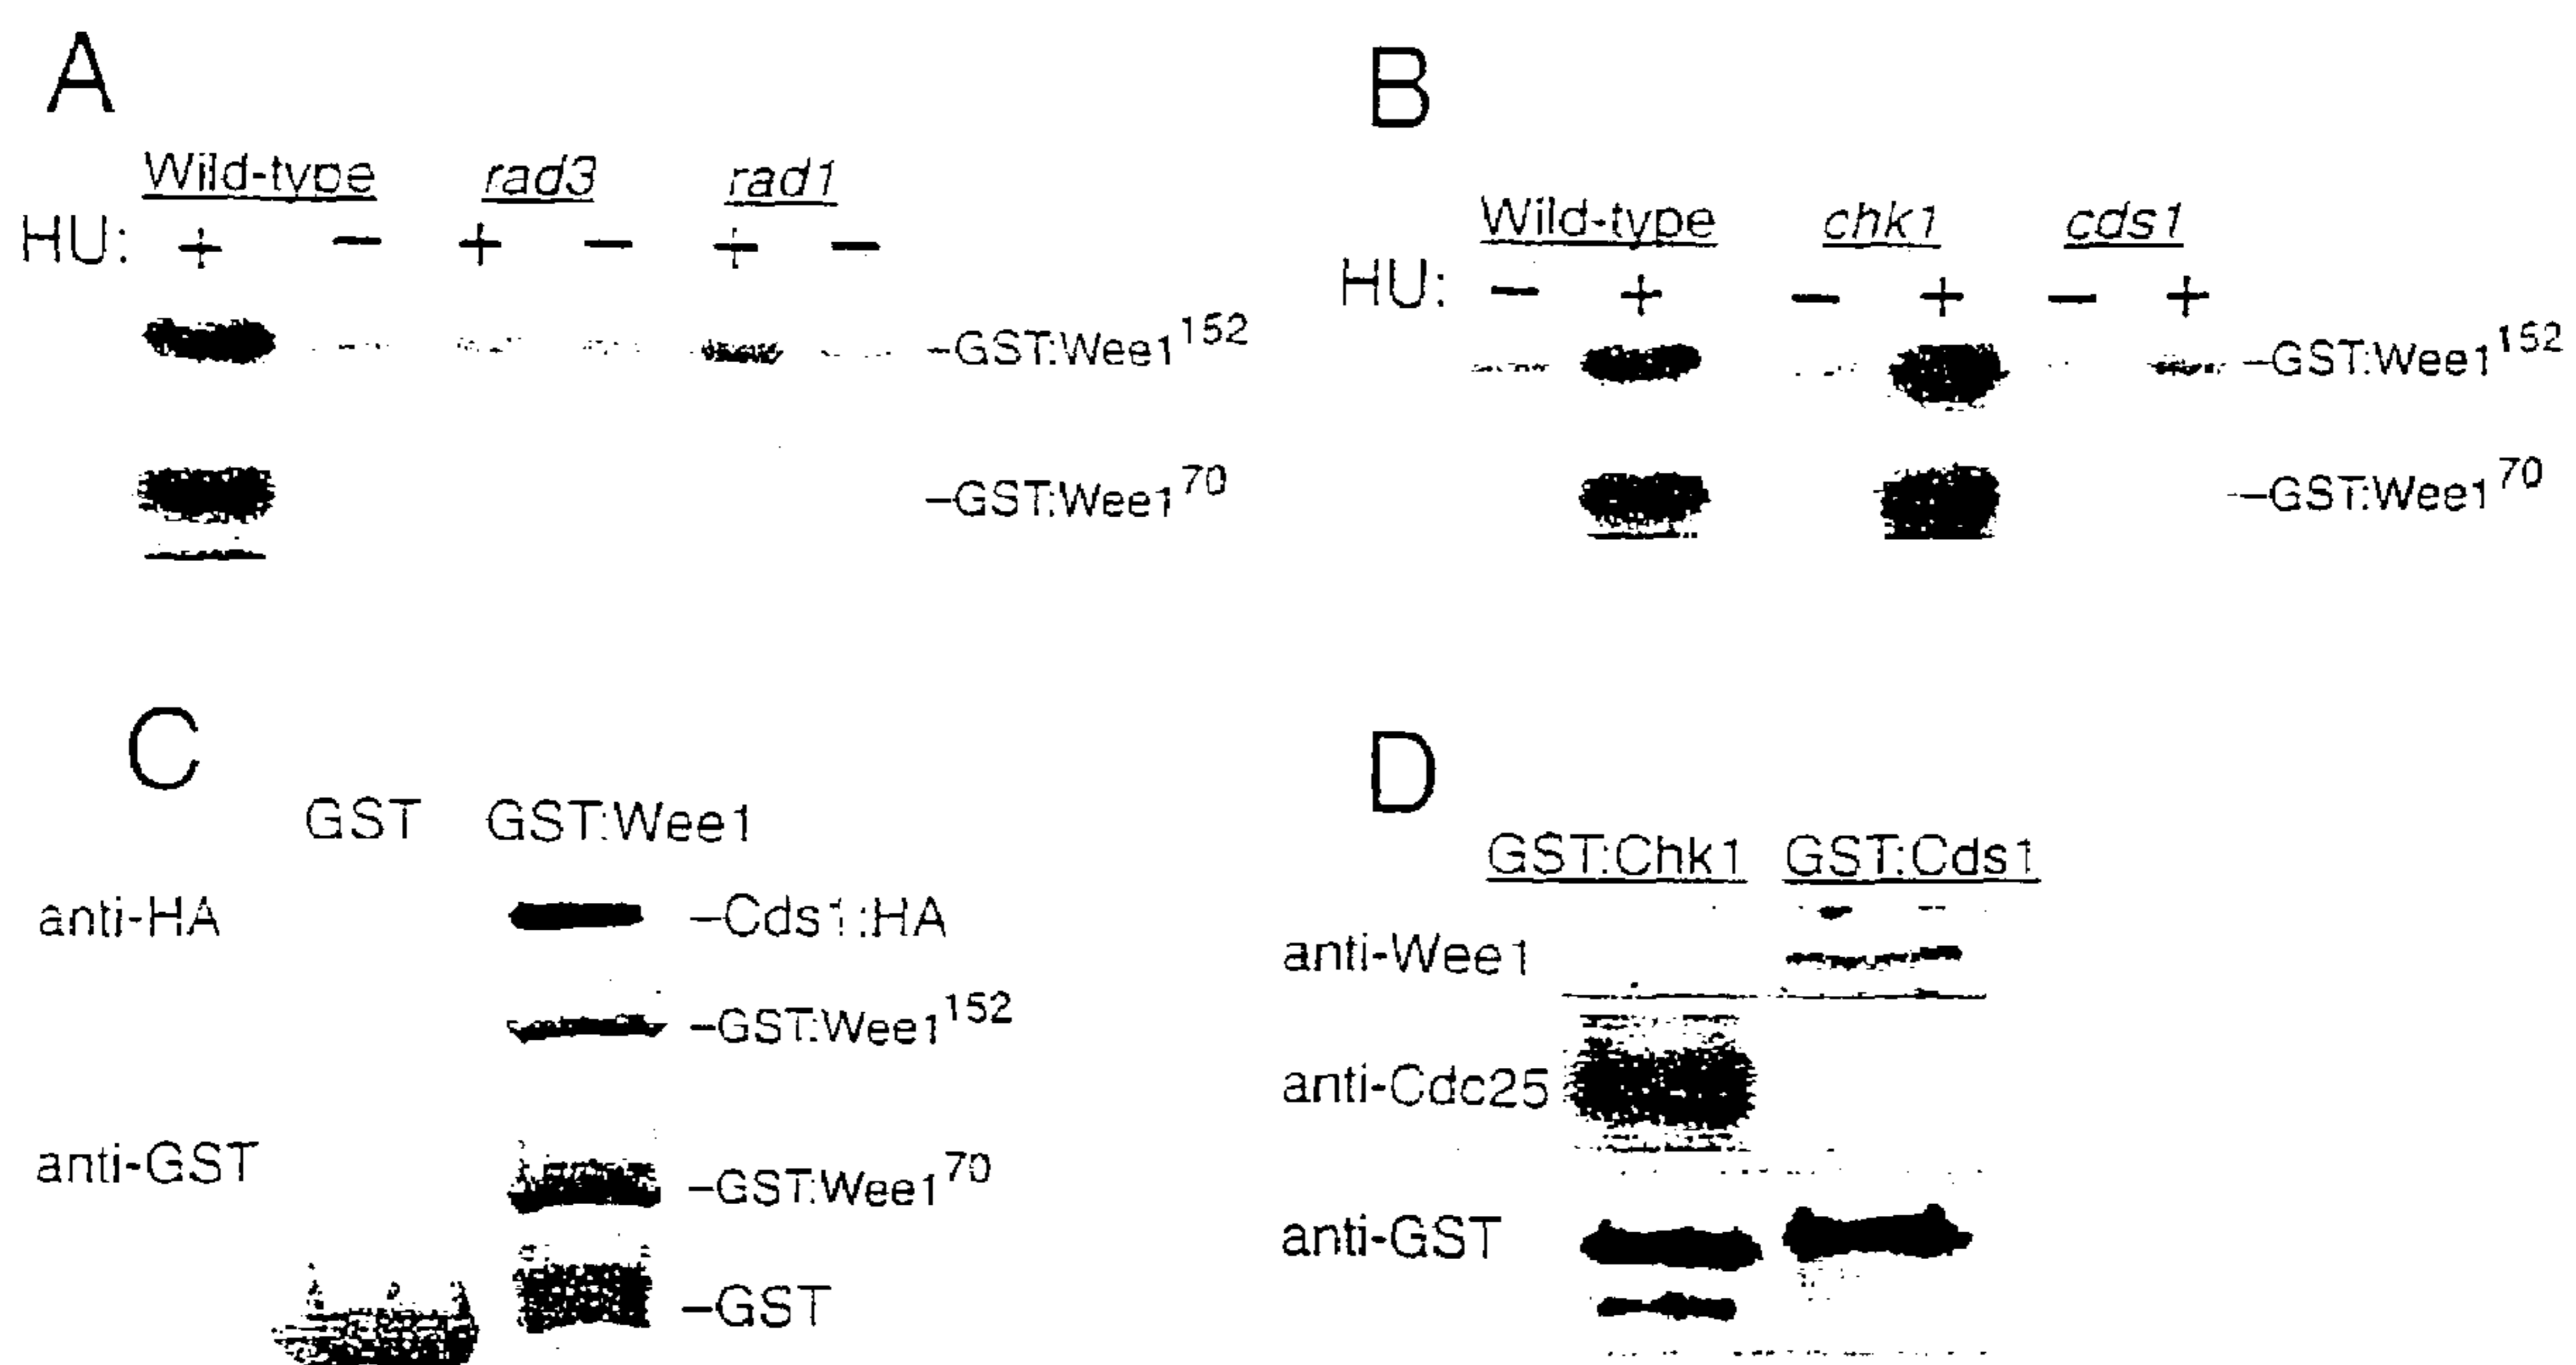 A
Wild-type rad3 rad1
HU: + − + − + −
–GST:Wee1152
–GST:Wee170
B
Wild-type chk1 cds1
HU: − + − + − +
–GST:Wee1152
–GST:Wee170
C
GST GST:Wee1
anti-HA –Cds1:HA
–GST:Wee1152
anti-GST –GST:Wee170
–GST
D
GST:Chk1 GST:Cds1
anti-Wee1
anti-Cdc25
anti-GST